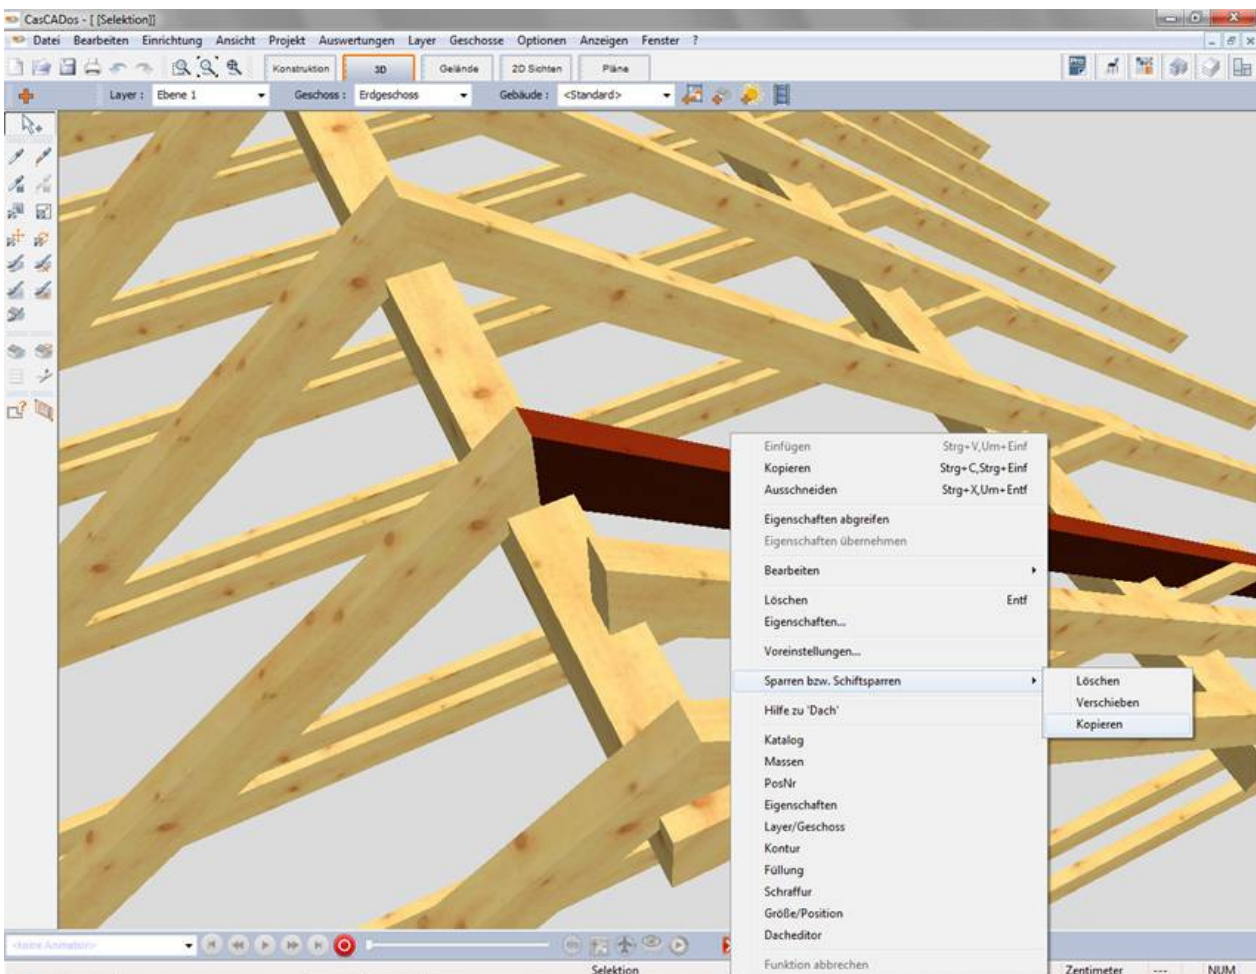 CasCADos - [ [Selektion]]
Datei Bearbeiten Einrichtung Ansicht Projekt Auswertungen Layer Geschosse Optionen Anzeigen Fenster ?
Konstruktion 3D Gelände 2D Sichten Pläne
Layer : Ebene 1 Geschoss : Erdgeschoss Gebäude : <Standard>
Einfügen Strg+V,Um+Einf
Kopieren Strg+C,Strg+Einf
Ausschneiden Strg+X,Um+Entf
Eigenschaften abgreifen
Eigenschaften übernehmen
Bearbeiten
Löschen Entf
Eigenschaften...
Voreinstellungen...
Sparren bzw. Schiftsparren
Löschen
Verschieben
Kopieren
Hilfe zu 'Dach'
Katalog
Massen
PosNr
Eigenschaften
Layer/Geschoss
Kontur
Füllung
Schraffur
Größe/Position
Dacheditor
Funktion abbrechen
<keine Animation>
Selektion Zentimeter --- NUM